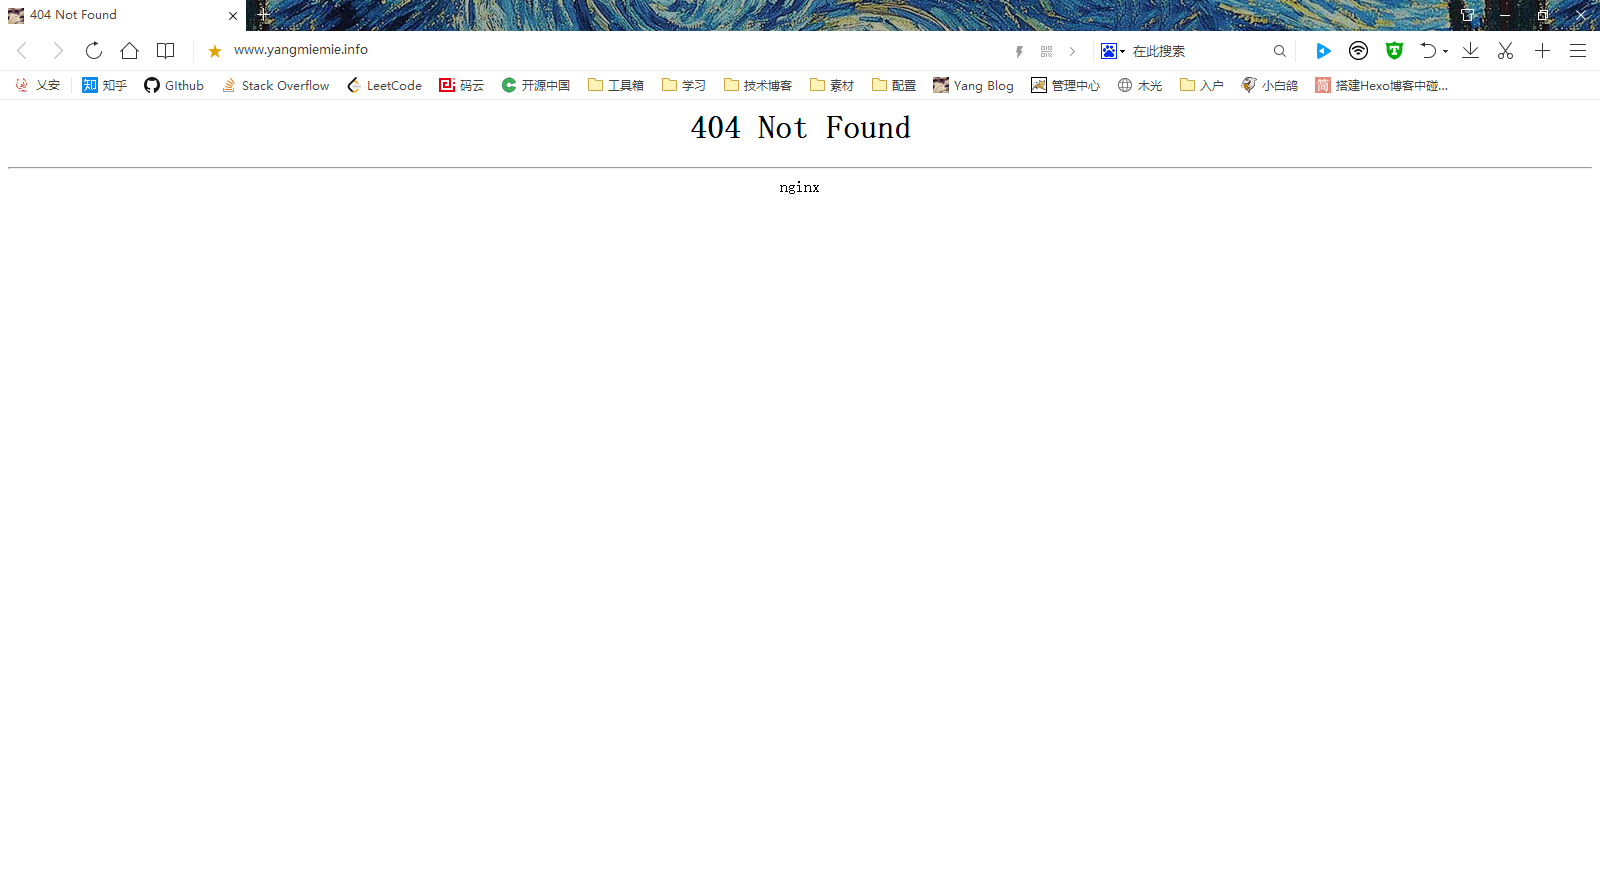 404 Not Found
www.yangmiemie.info
在此搜索
乂安 知乎 GIthub Stack Overflow LeetCode 码云 开源中国 工具箱 学习 技术博客 素材 配置 Yang Blog 管理中心 木光 入户 小白鸽 搭建Hexo博客中碰...
404 Not Found
nginx